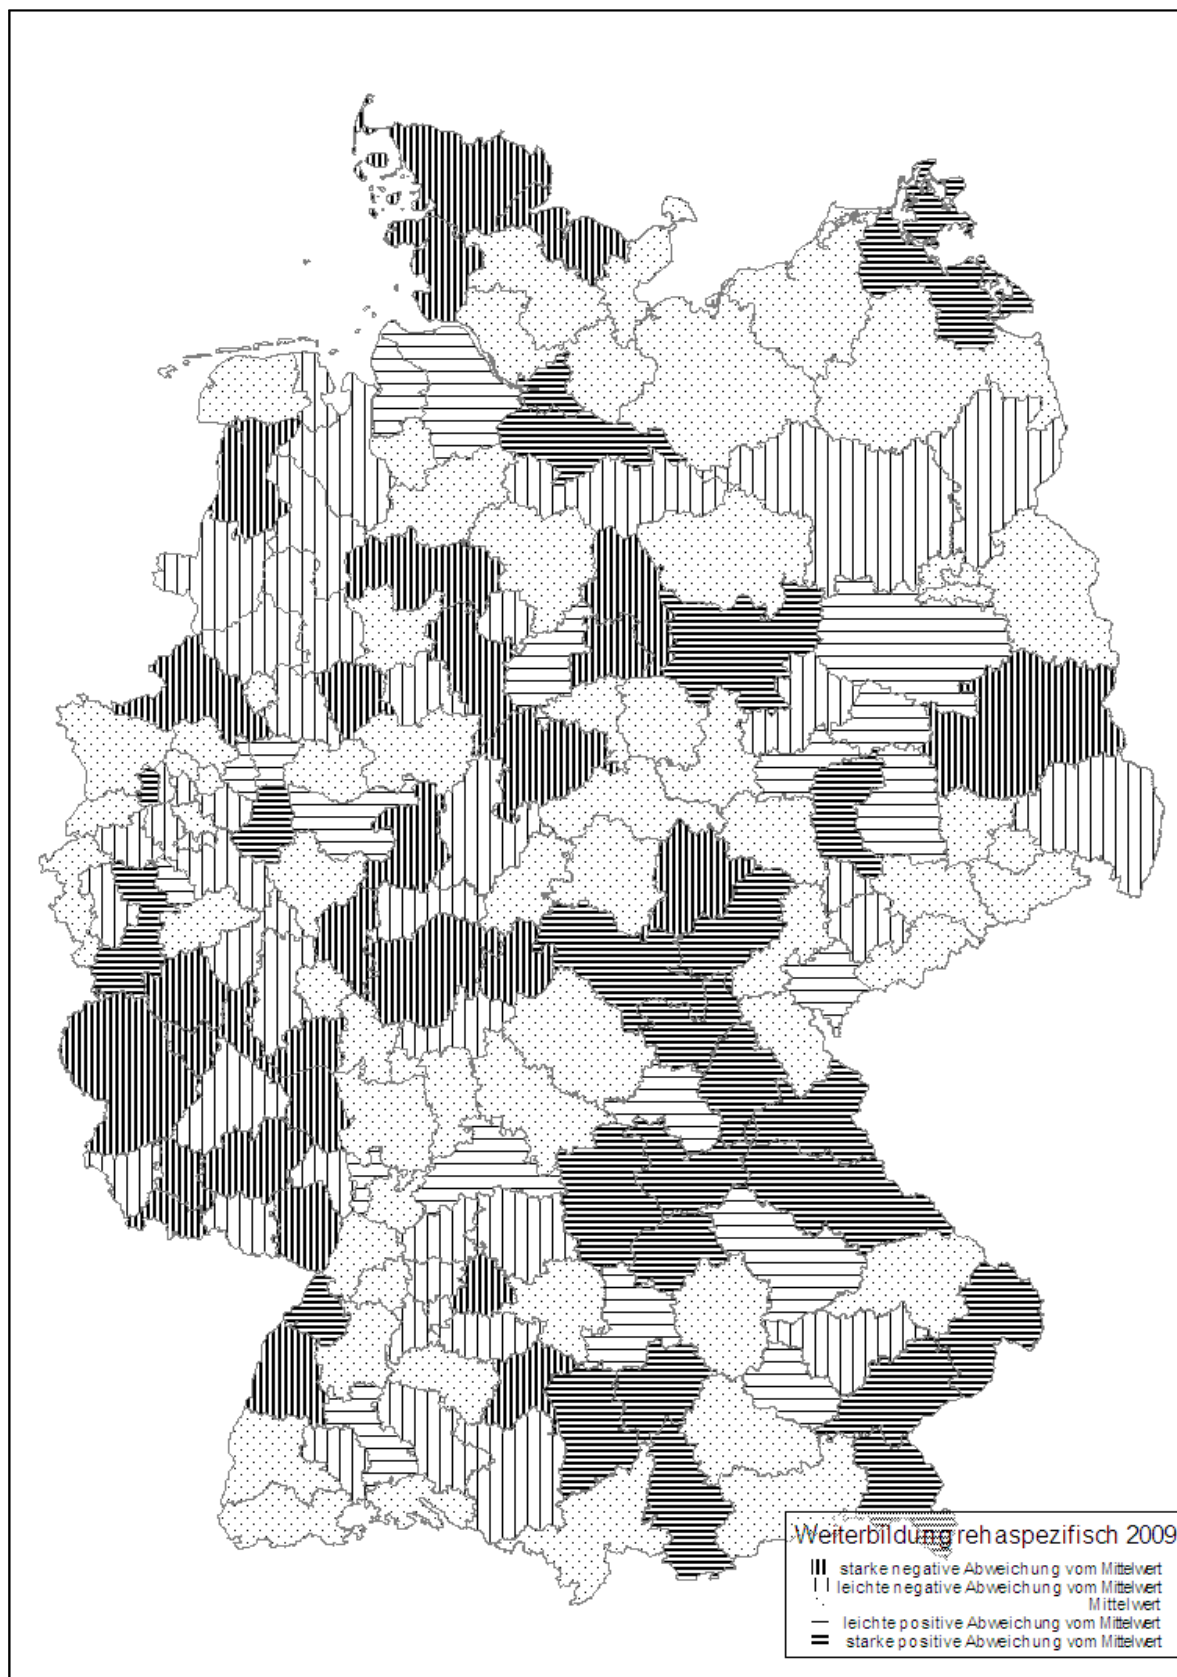 Weiterbildung rehaspezifisch 2009
starke negative Abweichung vom Mittelwert
leichte negative Abweichung vom Mittelwert
Mittelwert
leichte positive Abweichung vom Mittelwert
starke positive Abweichung vom Mittelwert